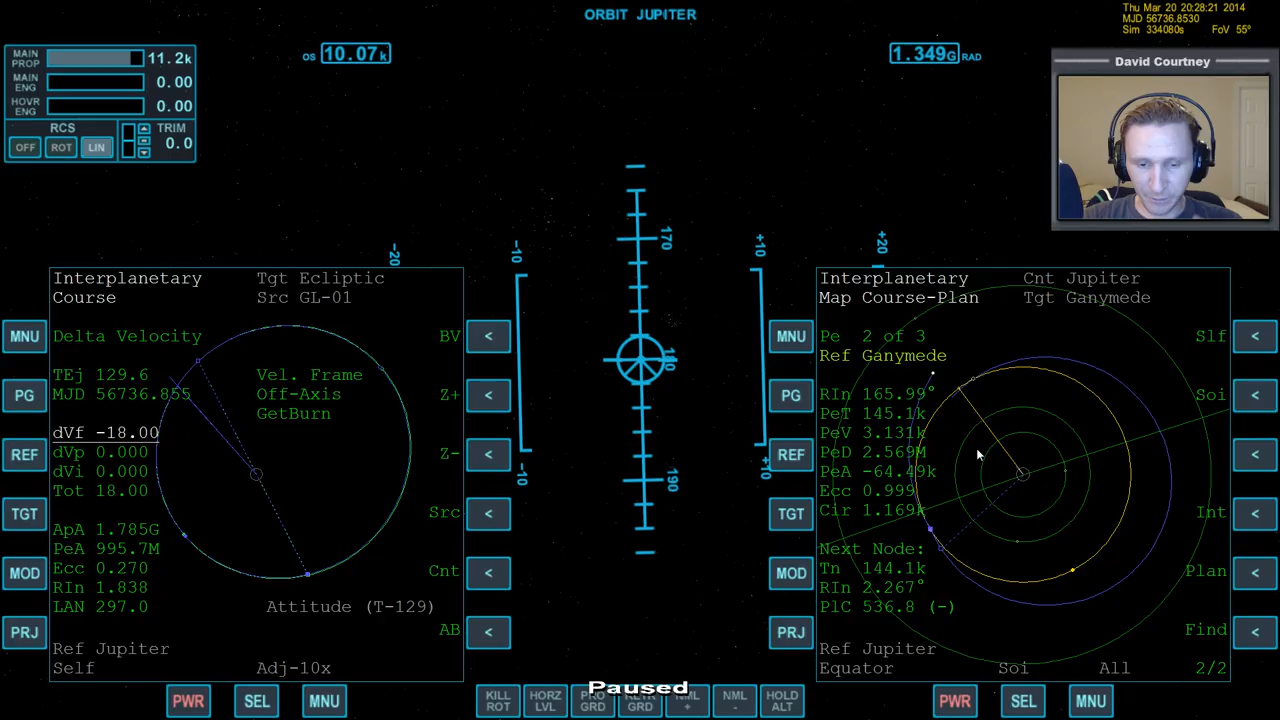 ORBIT JUPITER
Thu Mar 20 20:28:21 2014
MJD 56736.8530
Sim 334080s FoV 55°
MAIN PROP 11.2k
MAIN ENG 0.00
HOVR ENG 0.00
RCS TRIM
0.0
OFF ROT LIN
OS 10.07k
1.349G RAD
David Courtney
-20 -10 +10 +20
170
180
190
-10 +10
Interplanetary Tgt Ecliptic
Course Src GL-01
Delta Velocity
TEj 129.6 Vel. Frame
MJD 56736.855 Off-Axis
GetBurn
dVf -18.00
dVp 0.000
dVi 0.000
Tot 18.00
ApA 1.785G
PeA 995.7M
Ecc 0.270
RIn 1.838
LAN 297.0 Attitude (T-129)
Ref Jupiter
Self Adj-10x
MNU BV <
PG Z+ <
REF Z- <
TGT Src <
MOD Cnt <
PRJ AB <
PWR SEL MNU
Interplanetary Cnt Jupiter
Map Course-Plan Tgt Ganymede
Pe 2 of 3
Ref Ganymede
RIn 165.99°
PeT 145.1k
PeV 3.131k
PeD 2.569M
PeA -64.49k
Ecc 0.999
Cir 1.169k
Next Node:
Tn 144.1k
RIn 2.267°
PlC 536.8 (-)
Ref Jupiter
Equator Soi All 2/2
MNU Slf <
PG Soi <
REF <
TGT Int <
MOD Plan <
PRJ Find <
PWR SEL MNU
Paused
KILL ROT
HORZ LVL
PRO GRD
RTR GRD
NML +
NML -
HOLD ALT